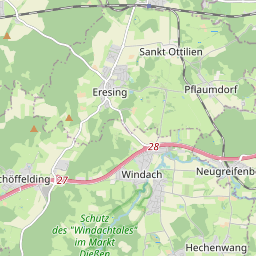 Sankt Ottilien
Eresing
Pflaumdorf
28
chöffelding
27
Windach
Neugreifenb
Schutz
des "Windachtales
im Markt
Dießen
Hechenwang